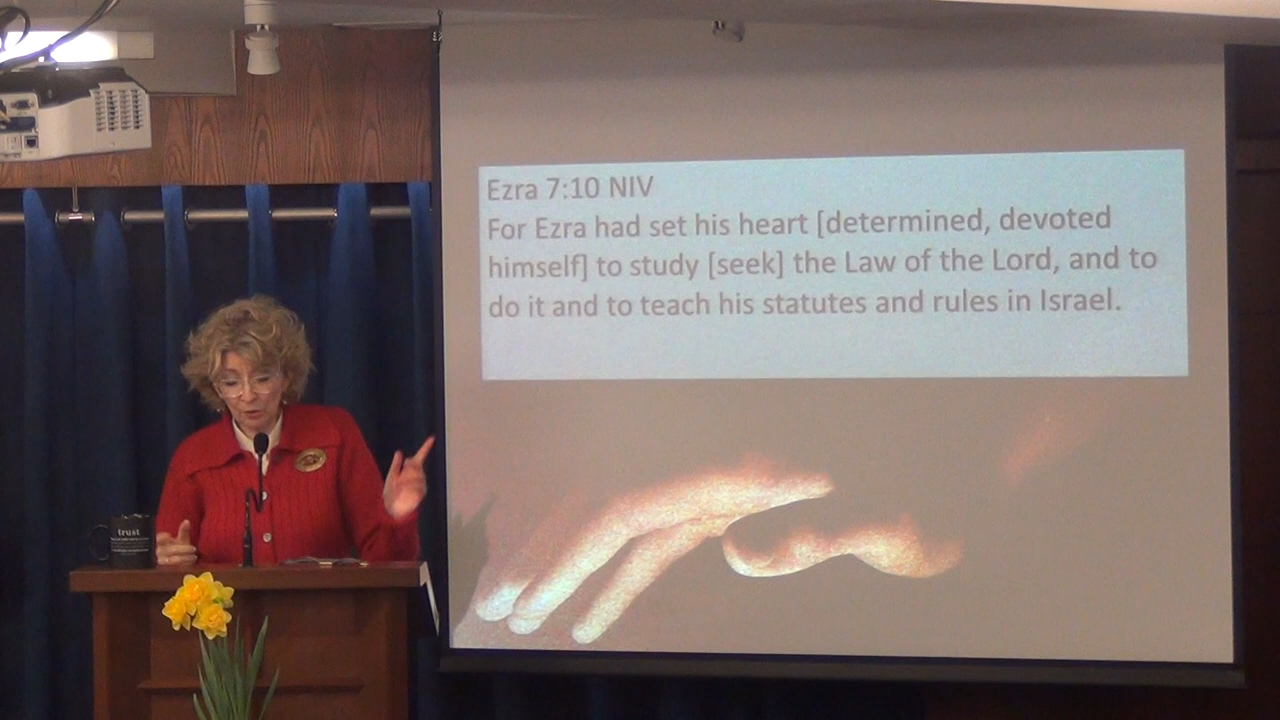 Ezra 7:10 NIV
For Ezra had set his heart [determined, devoted
himself] to study [seek] the Law of the Lord, and to
do it and to teach his statutes and rules in Israel.
trust